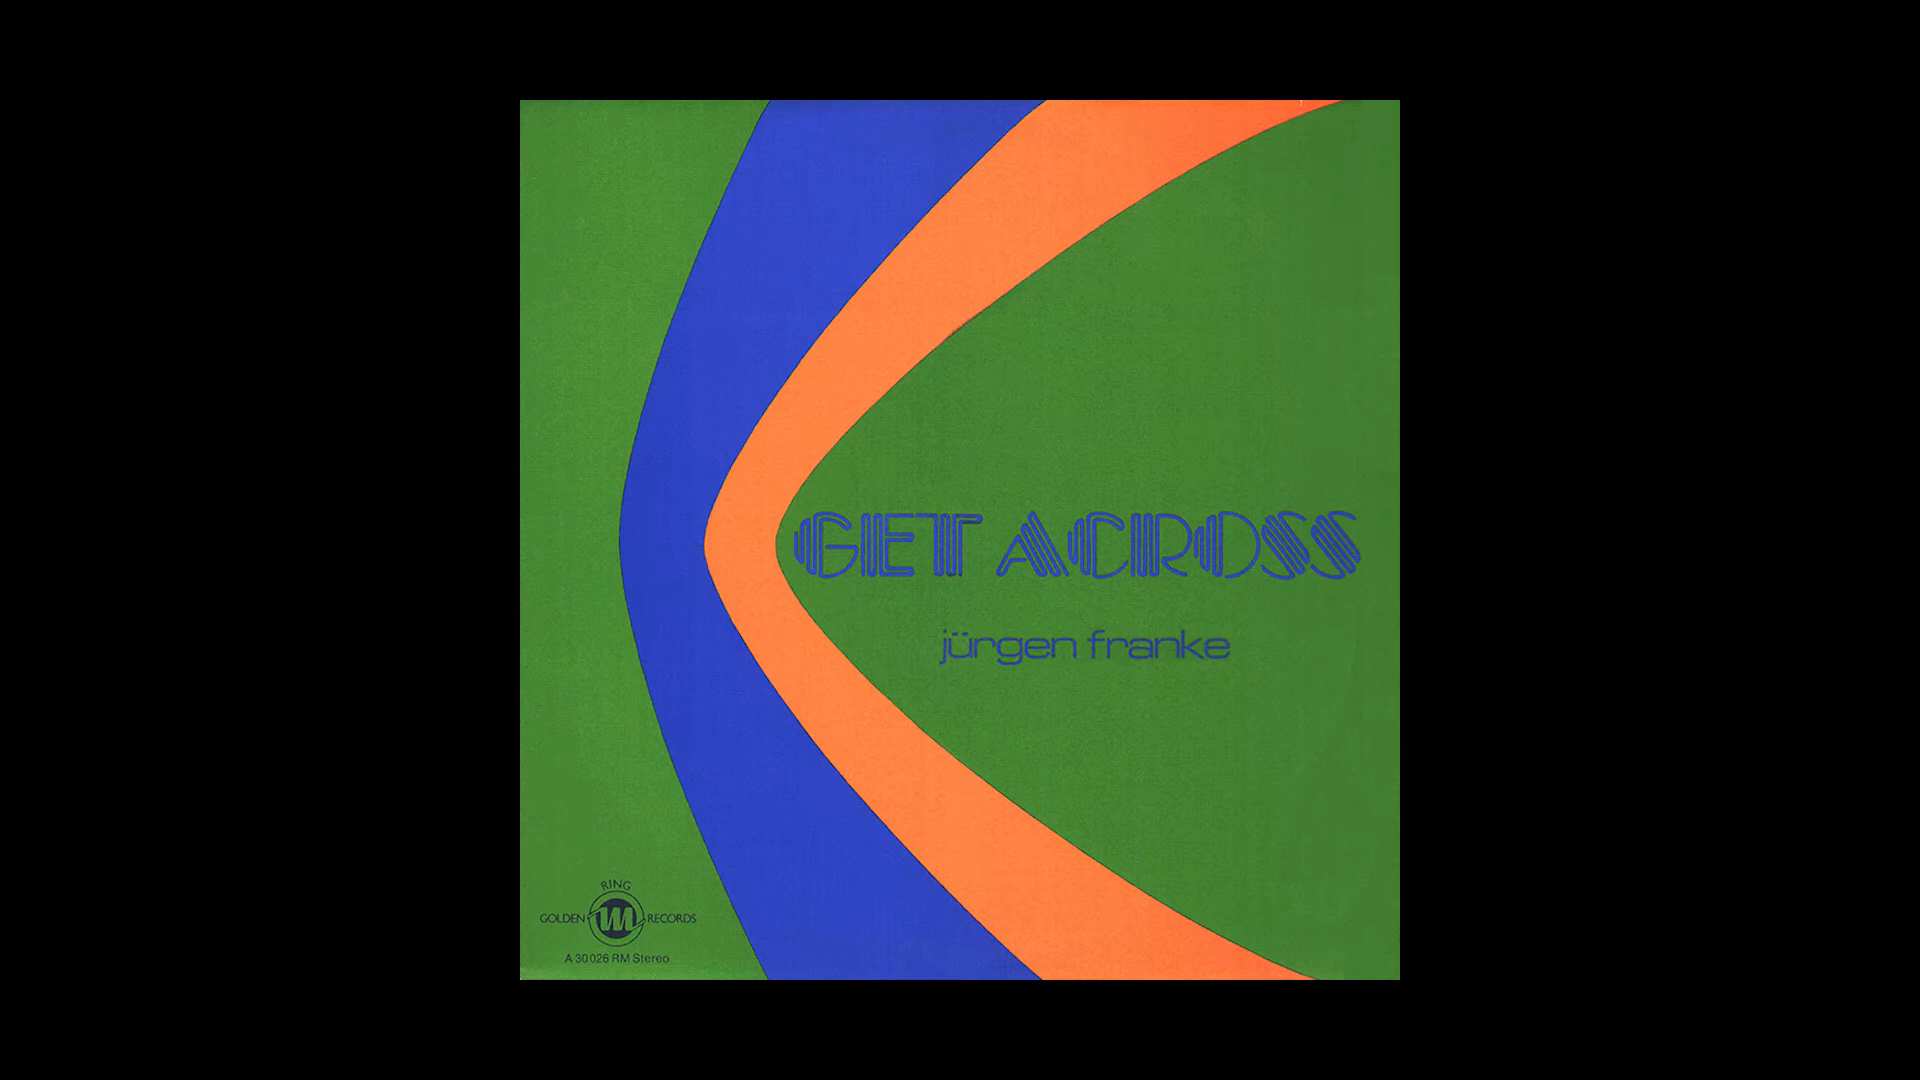 GET ACROSS
jürgen franke
RING
GOLDEN M RECORDS
A 30 026 RM Stereo